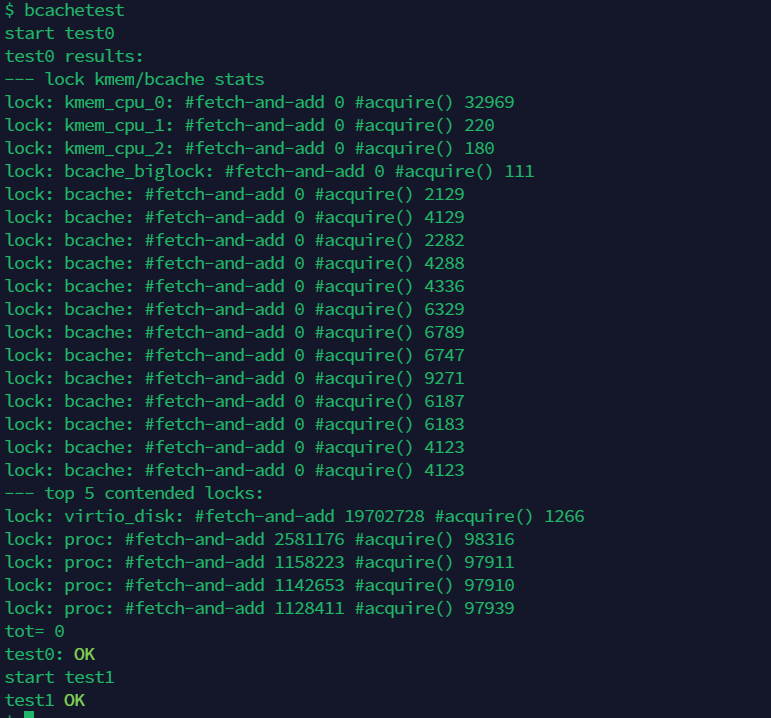 $ bcachetest
start test0
test0 results:
--- lock kmem/bcache stats
lock: kmem_cpu_0: #fetch-and-add 0 #acquire() 32969
lock: kmem_cpu_1: #fetch-and-add 0 #acquire() 220
lock: kmem_cpu_2: #fetch-and-add 0 #acquire() 180
lock: bcache_biglock: #fetch-and-add 0 #acquire() 111
lock: bcache: #fetch-and-add 0 #acquire() 2129
lock: bcache: #fetch-and-add 0 #acquire() 4129
lock: bcache: #fetch-and-add 0 #acquire() 2282
lock: bcache: #fetch-and-add 0 #acquire() 4288
lock: bcache: #fetch-and-add 0 #acquire() 4336
lock: bcache: #fetch-and-add 0 #acquire() 6329
lock: bcache: #fetch-and-add 0 #acquire() 6789
lock: bcache: #fetch-and-add 0 #acquire() 6747
lock: bcache: #fetch-and-add 0 #acquire() 9271
lock: bcache: #fetch-and-add 0 #acquire() 6187
lock: bcache: #fetch-and-add 0 #acquire() 6183
lock: bcache: #fetch-and-add 0 #acquire() 4123
lock: bcache: #fetch-and-add 0 #acquire() 4123
--- top 5 contended locks:
lock: virtio_disk: #fetch-and-add 19702728 #acquire() 1266
lock: proc: #fetch-and-add 2581176 #acquire() 98316
lock: proc: #fetch-and-add 1158223 #acquire() 97911
lock: proc: #fetch-and-add 1142653 #acquire() 97910
lock: proc: #fetch-and-add 1128411 #acquire() 97939
tot= 0
test0: OK
start test1
test1 OK